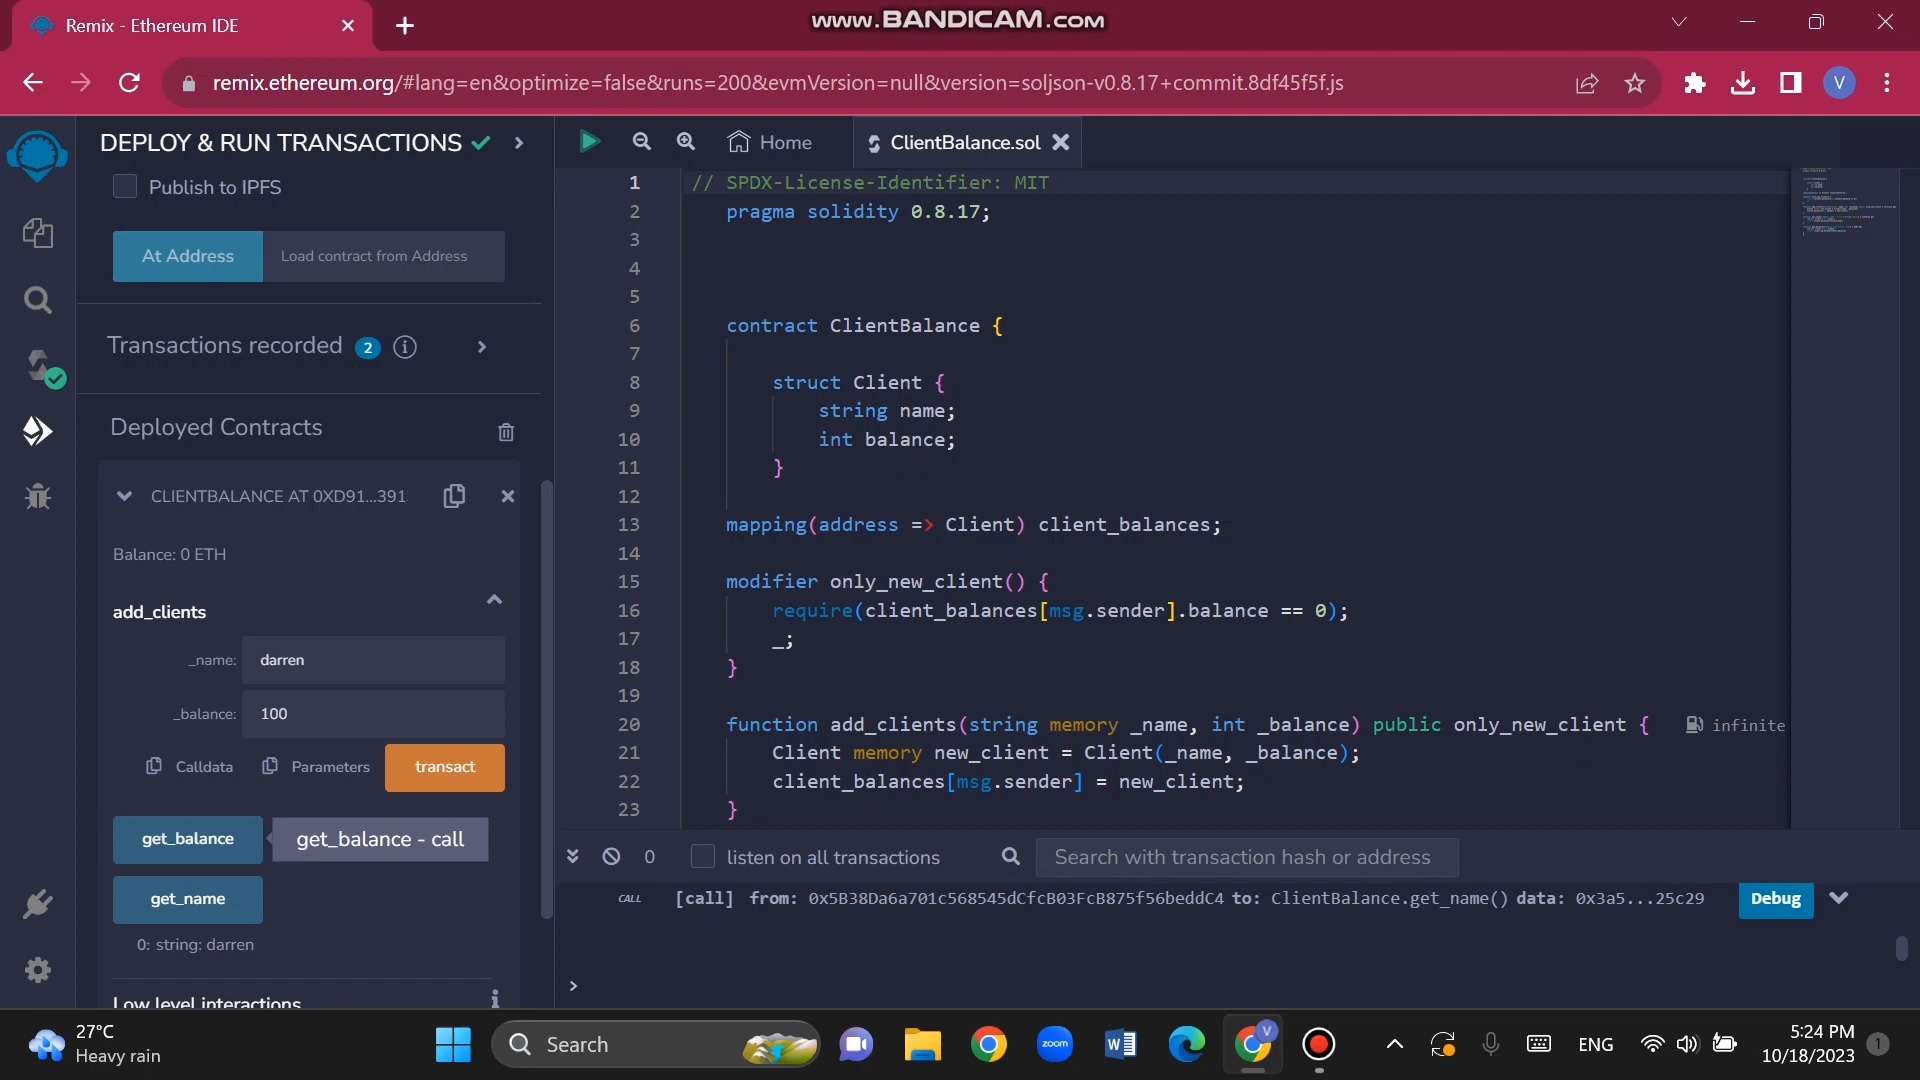 Remix - Ethereum IDE
www.BANDICAM.com
remix.ethereum.org/#lang=en&optimize=false&runs=200&evmVersion=null&version=soljson-v0.8.17+commit.8df45f5f.js
V
DEPLOY & RUN TRANSACTIONS
Publish to IPFS
At Address
Load contract from Address
Transactions recorded 2 i
Deployed Contracts
CLIENTBALANCE AT 0XD91...391
Balance: 0 ETH
add_clients
_name: darren
_balance: 100
Calldata Parameters transact
get_balance
get_balance - call
get_name
0: string: darren
Low level interactions i
Home ClientBalance.sol
1 // SPDX-License-Identifier: MIT
2 pragma solidity 0.8.17;
3
4
5
6 contract ClientBalance {
7
8 struct Client {
9 string name;
10 int balance;
11 }
12
13 mapping(address => Client) client_balances;
14
15 modifier only_new_client() {
16 require(client_balances[msg.sender].balance == 0);
17 _;
18 }
19
20 function add_clients(string memory _name, int _balance) public only_new_client { infinite
21 Client memory new_client = Client(_name, _balance);
22 client_balances[msg.sender] = new_client;
23 }
0 listen on all transactions Search with transaction hash or address
CALL [call] from: 0x5B38Da6a701c568545dCfcB03FcB875f56beddC4 to: ClientBalance.get_name() data: 0x3a5...25c29 Debug
>
27°C
Heavy rain
Search
zoom
W
V
ENG
5:24 PM
10/18/2023
1